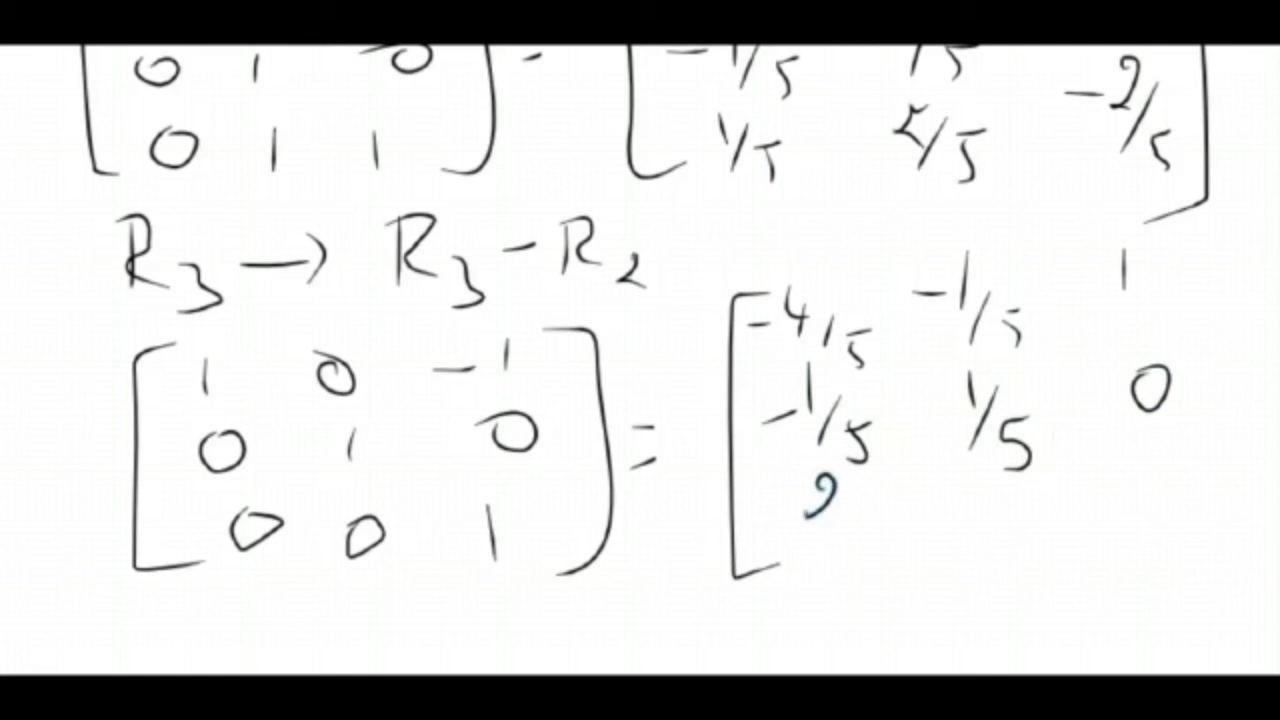 0 1 0 = -1/5 1/5
0 1 1 1/5 2/5 -2/5
R3 → R3 - R2
1 0 -1 -4/5 -1/5 1
0 1 0 = -1/5 1/5 0
0 0 1 2